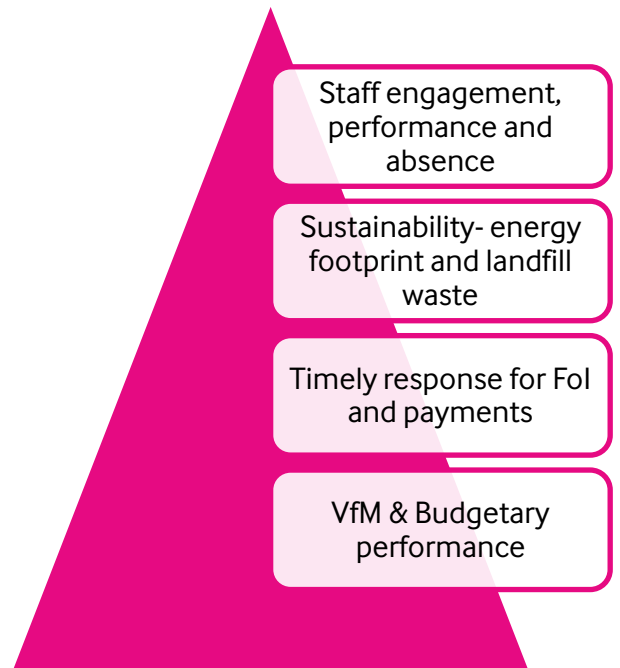 Staff engagement,
performance and
absence
Sustainability- energy
footprint and landfill
waste
Timely response for FoI
and payments
VfM & Budgetary
performance